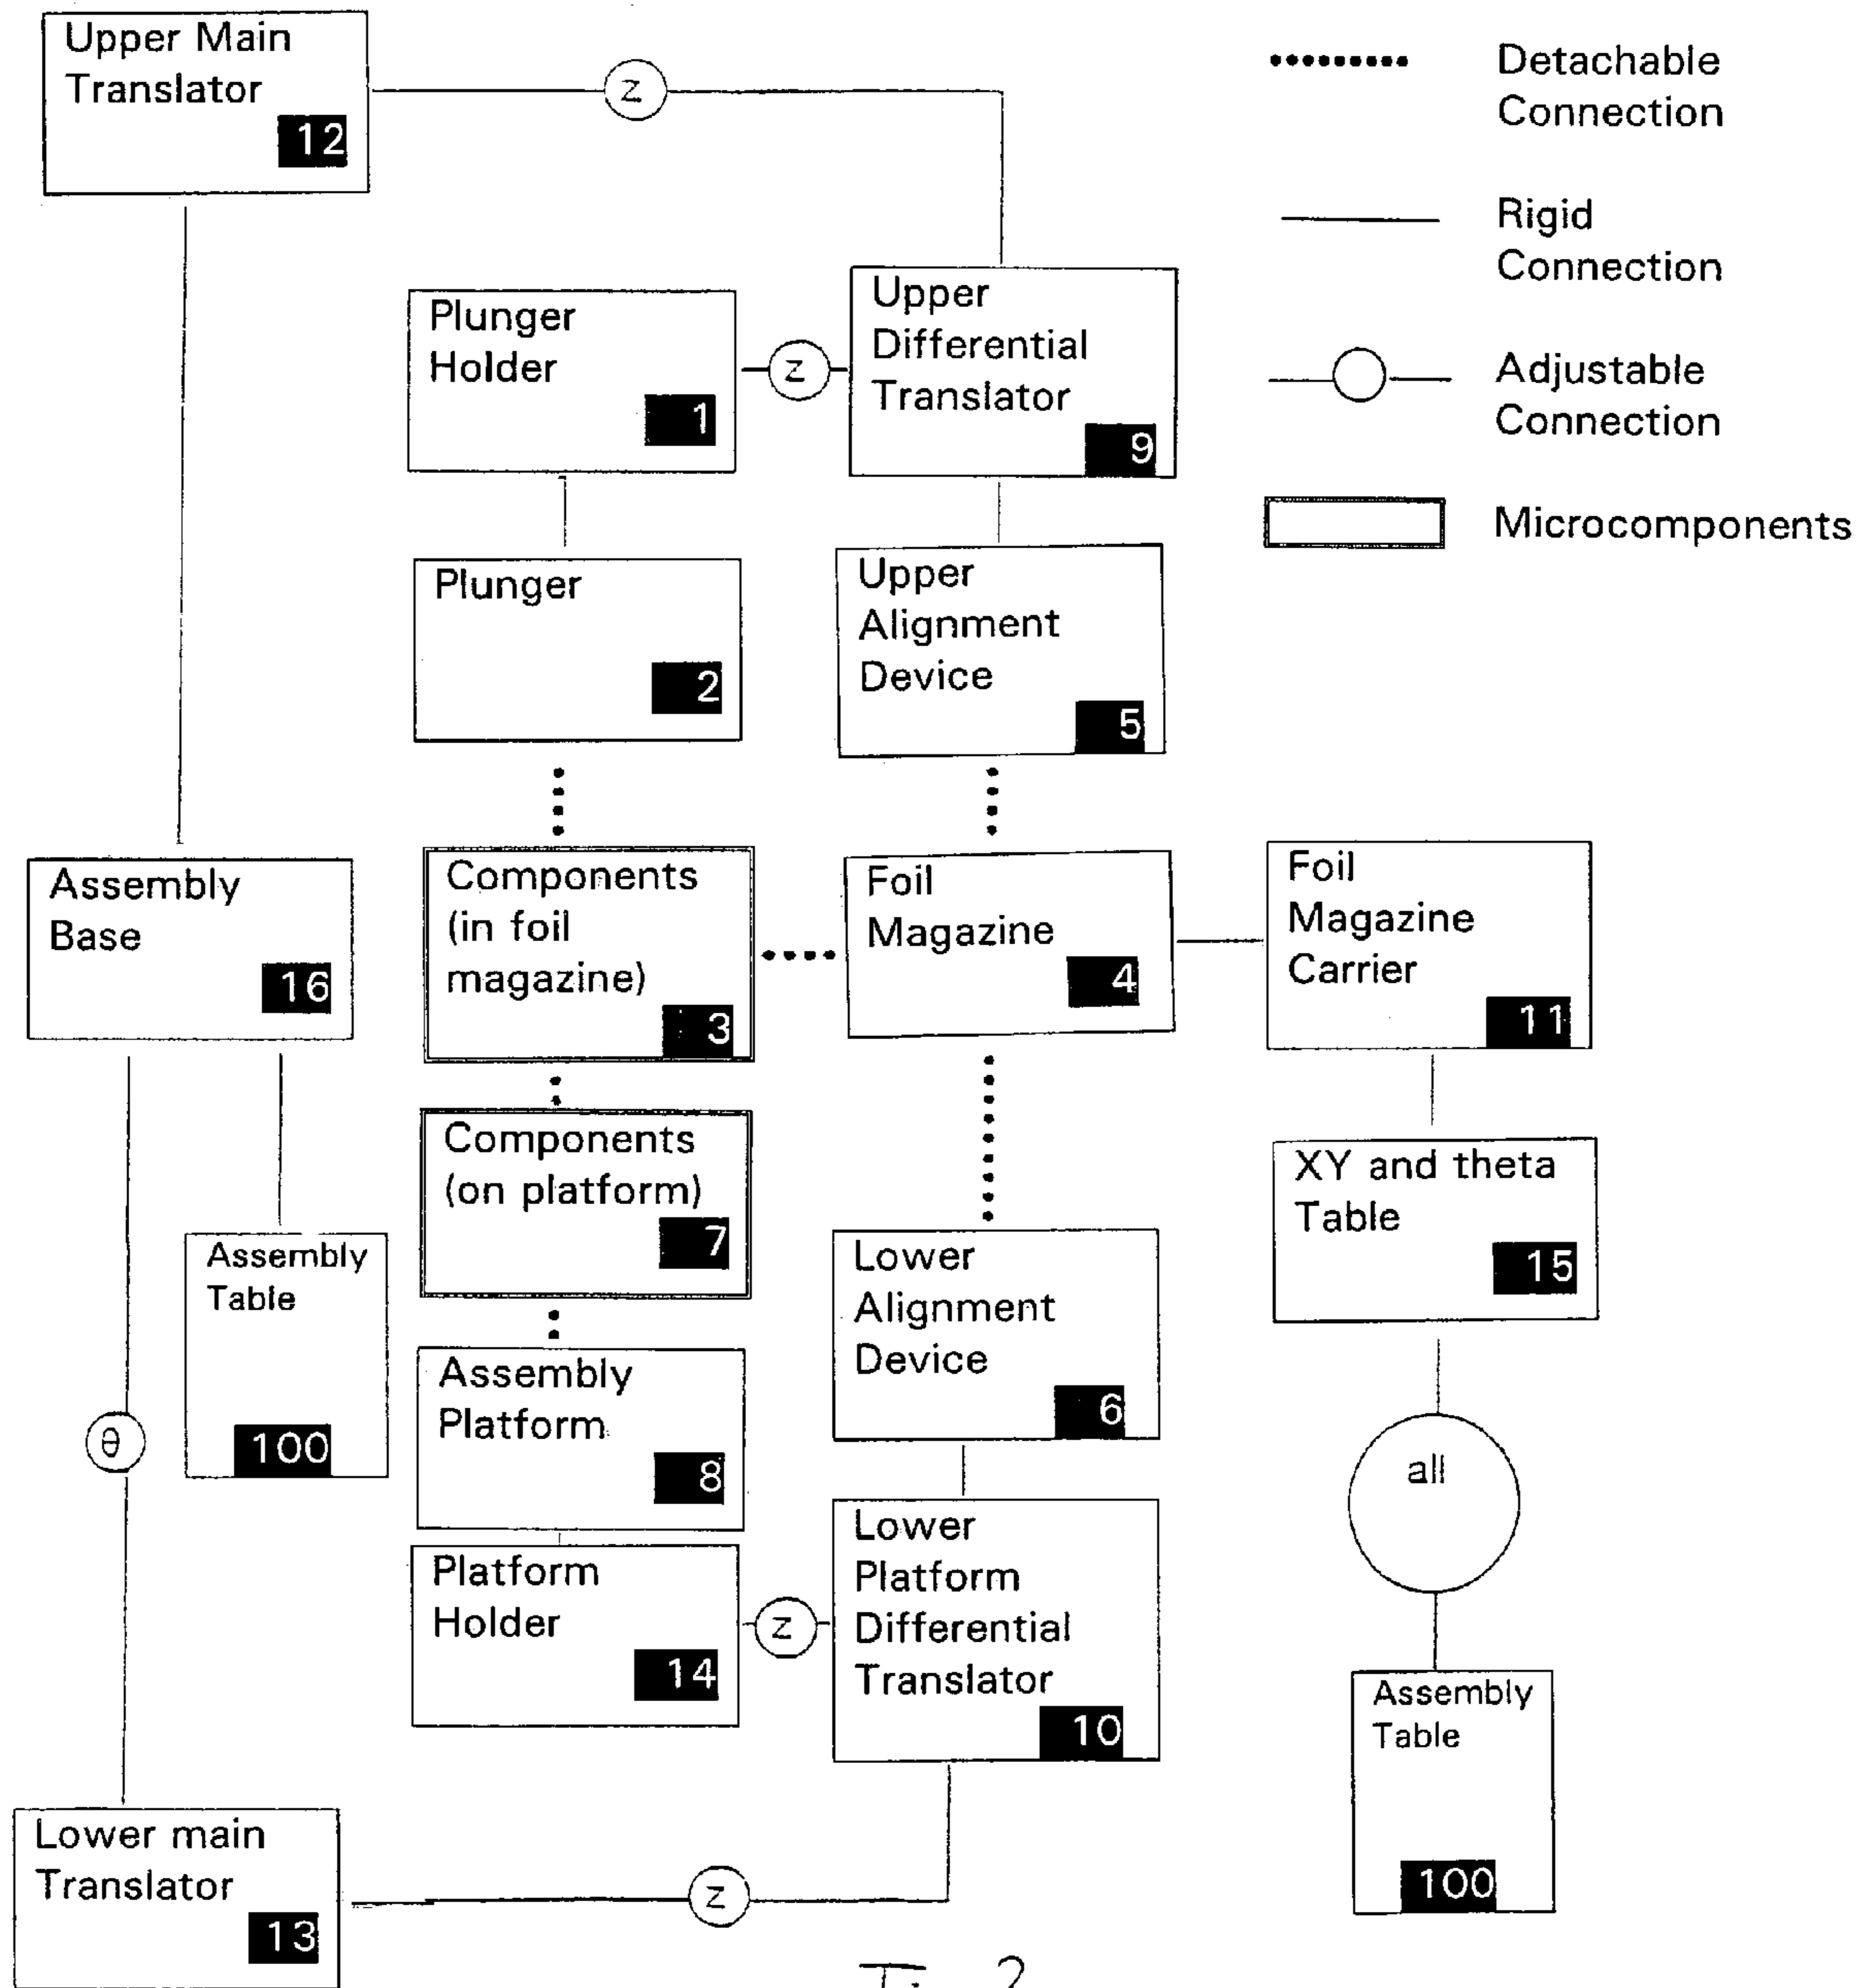 Upper Main
Translator
12
z
Detachable
Connection
Rigid
Connection
Adjustable
Connection
Microcomponents
Plunger
Holder
1
z
Upper
Differential
Translator
9
Plunger
2
Upper
Alignment
Device
5
Assembly
Base
16
Components
(in foil
magazine)
3
Foil
Magazine
4
Foil
Magazine
Carrier
11
Components
(on platform)
7
XY and theta
Table
15
Assembly
Table
100
θ
Lower
Alignment
Device
6
Assembly
Platform
8
all
Platform
Holder
14
z
Lower
Platform
Differential
Translator
10
Assembly
Table
100
Lower main
Translator
13
z
2